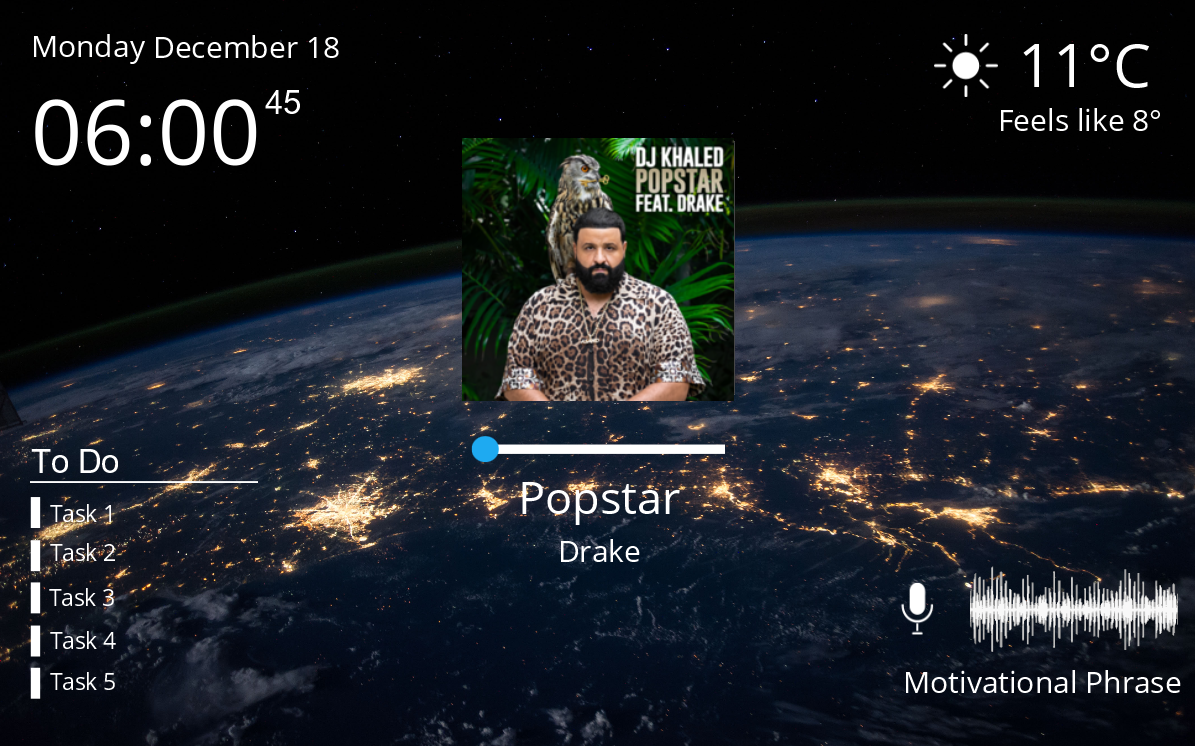 Monday December 18
06:00 45
11°C
Feels like 8°
DJ KHALED
POPSTAR
FEAT. DRAKE
Popstar
Drake
To Do
Task 1
Task 2
Task 3
Task 4
Task 5
Motivational Phrase